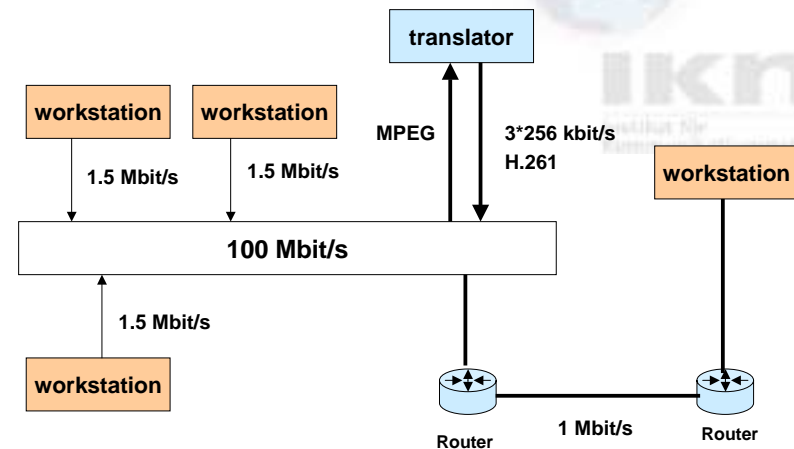 translator
workstation
workstation
MPEG
3*256 kbit/s
H.261
1.5 Mbit/s
1.5 Mbit/s
workstation
100 Mbit/s
1.5 Mbit/s
workstation
Router
1 Mbit/s
Router
ikn